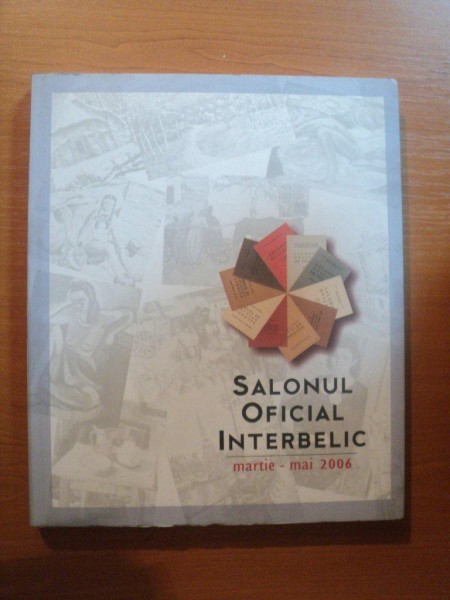 SALONUL
OFICIAL
INTERBELIC
martie - mai 2006